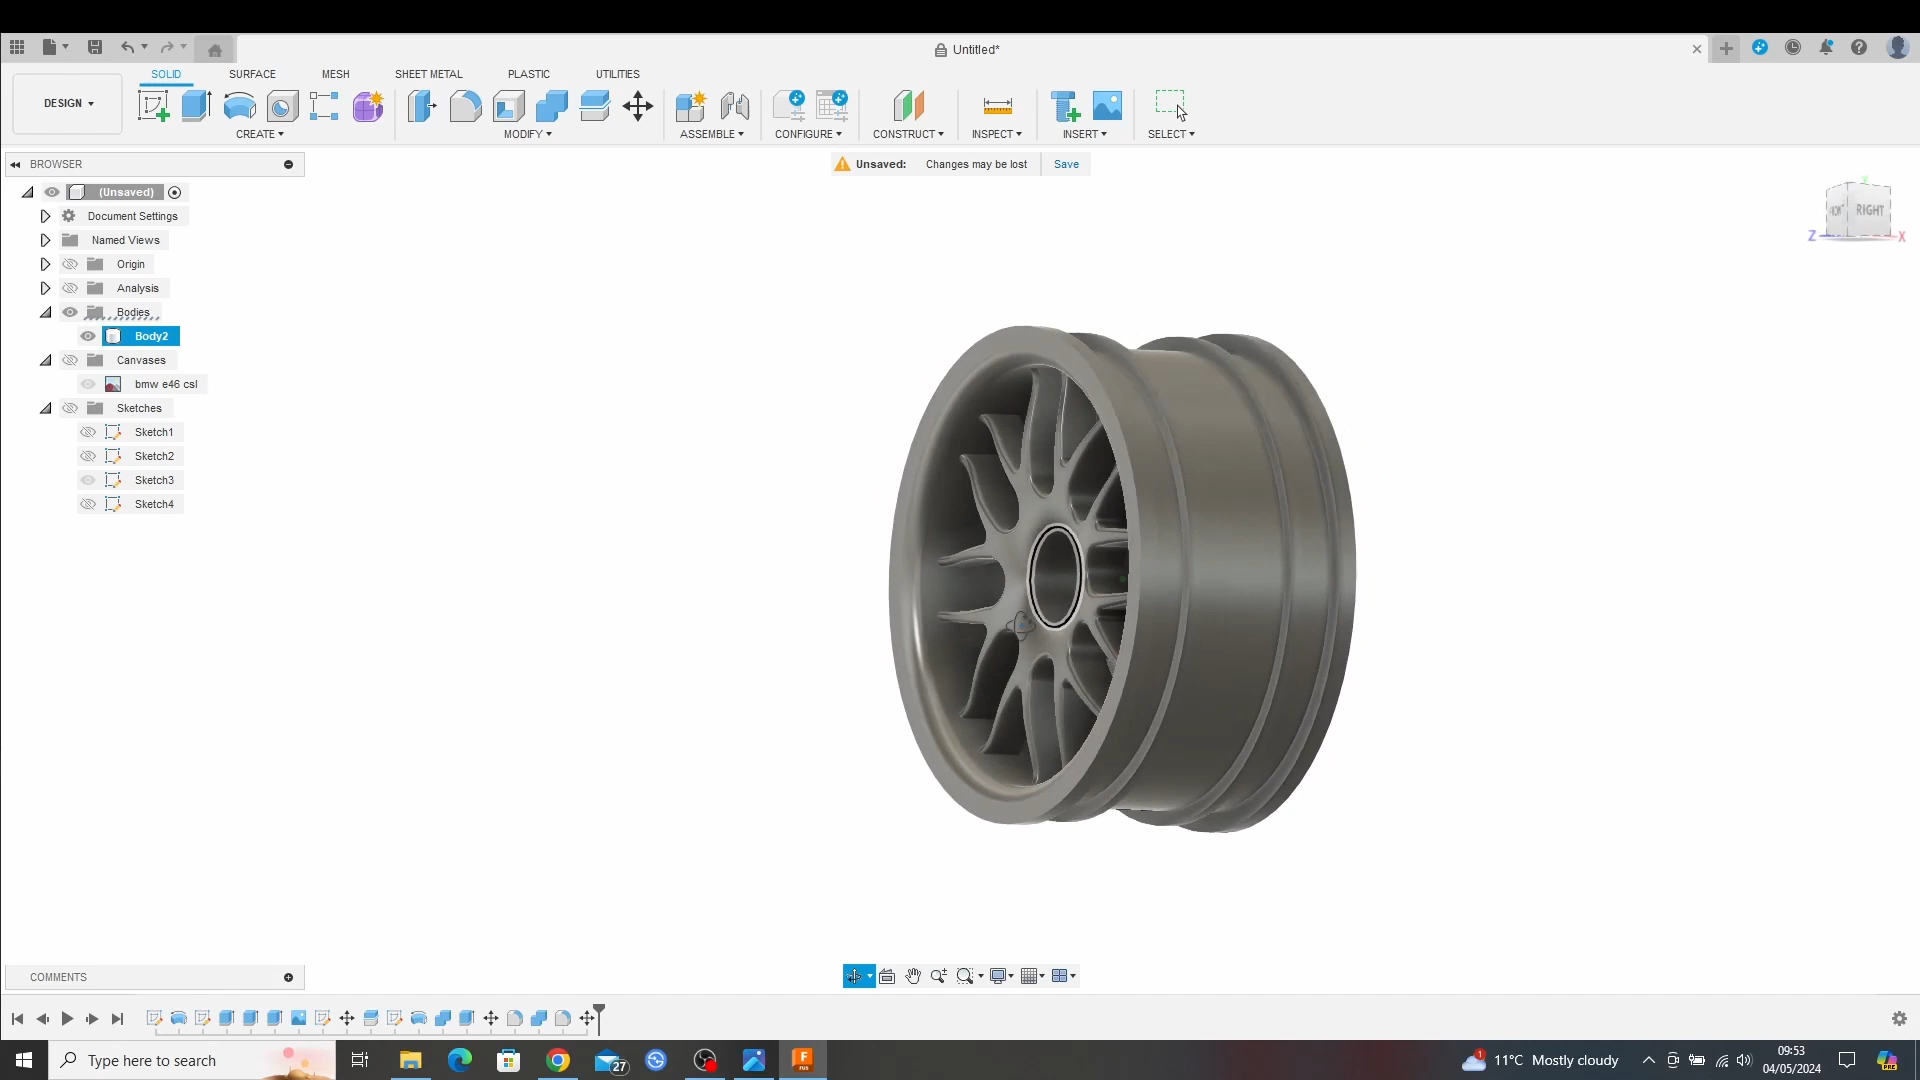 Untitled*
SOLID SURFACE MESH SHEET METAL PLASTIC UTILITIES
DESIGN
CREATE MODIFY ASSEMBLE CONFIGURE CONSTRUCT INSPECT INSERT SELECT
BROWSER
Unsaved: Changes may be lost Save
(Unsaved)
Document Settings
Named Views
Origin
Analysis
Bodies
Body2
Canvases
bmw e46 csl
Sketches
Sketch1
Sketch2
Sketch3
Sketch4
RIGHT
Z X
COMMENTS
Type here to search
27
F
1
11°C Mostly cloudy
09:53
04/05/2024